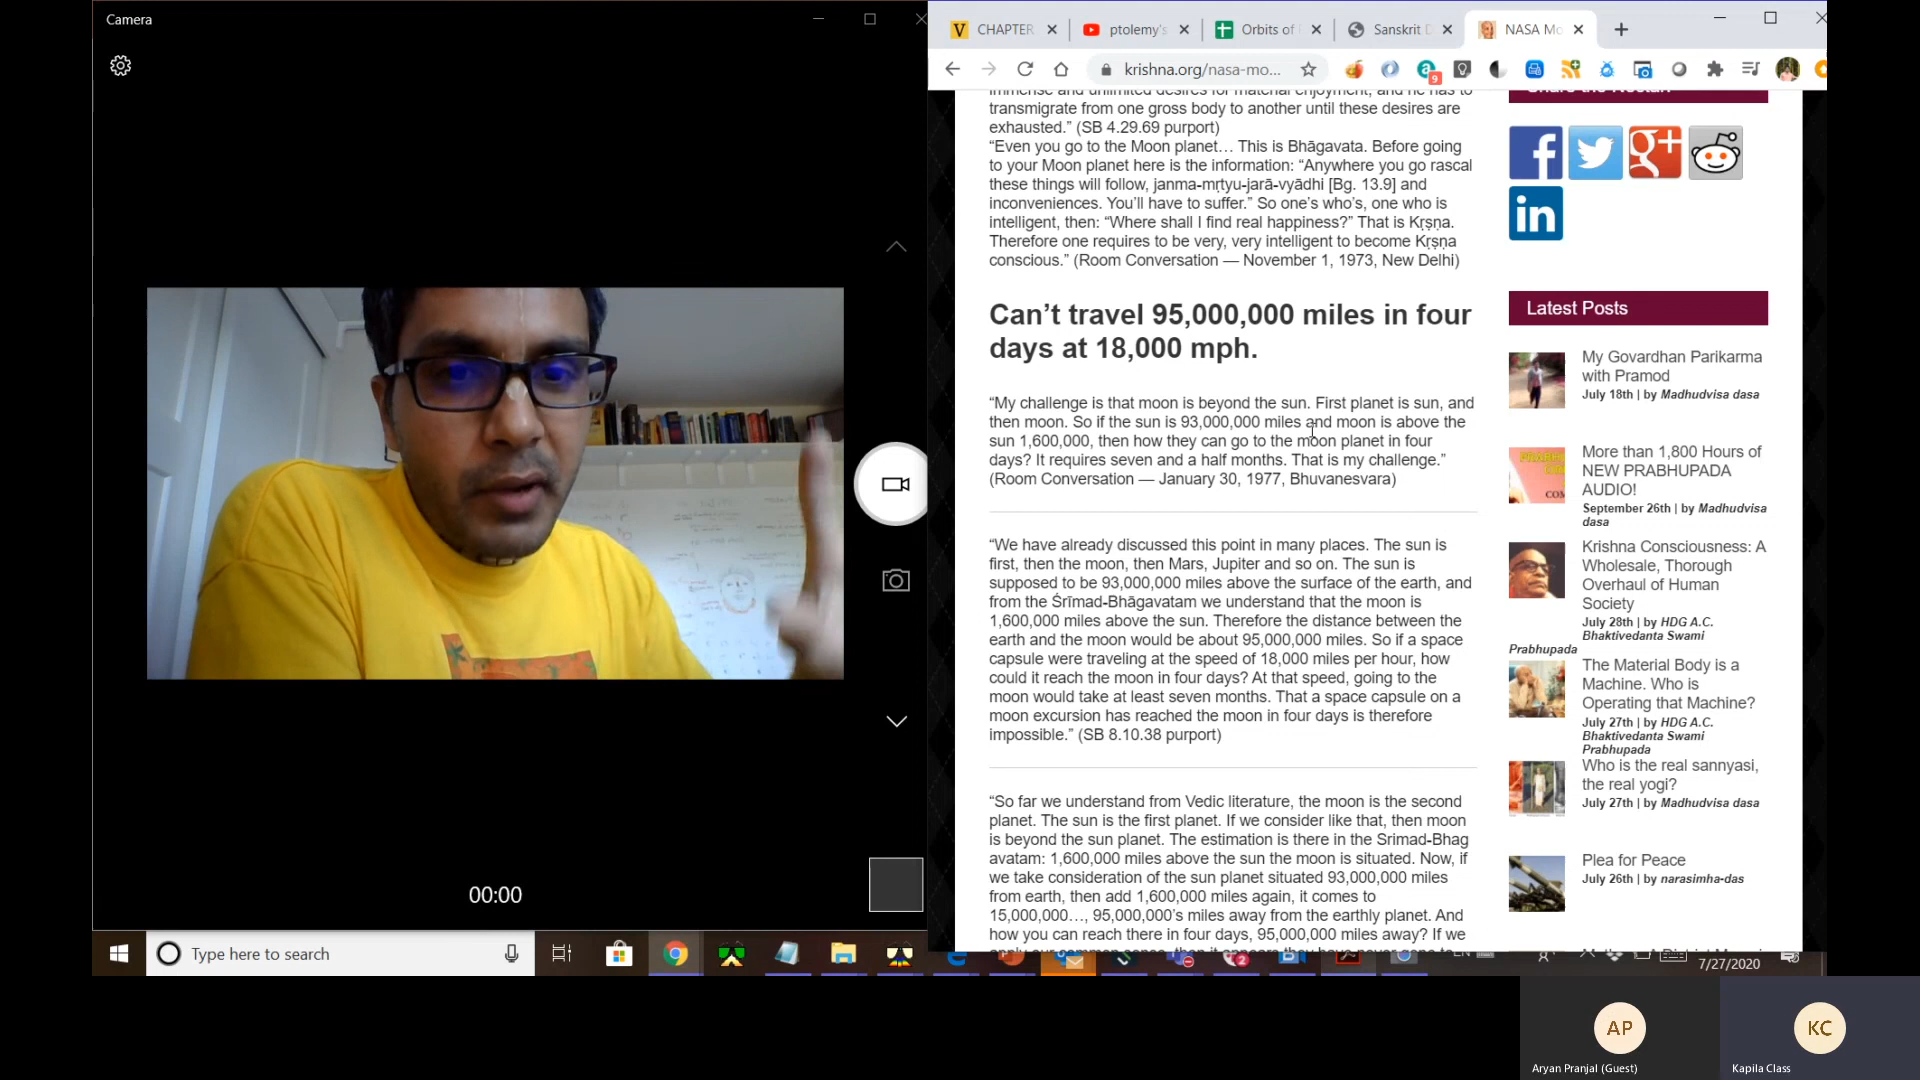 Camera
00:00
Type here to search
CHAPTER
ptolemy's
Orbits of
Sanskrit D
NASA Mo
krishna.org/nasa-mo...
9
immense and unlimited desires for material enjoyment, and he has to
transmigrate from one gross body to another until these desires are
exhausted.” (SB 4.29.69 purport)
“Even you go to the Moon planet… This is Bhāgavata. Before going
to your Moon planet here is the information: “Anywhere you go rascal
these things will follow, janma-mṛtyu-jarā-vyādhi [Bg. 13.9] and
inconveniences. You’ll have to suffer.” So one’s who’s, one who is
intelligent, then: “Where shall I find real happiness?” That is Kṛṣṇa.
Therefore one requires to be very, very intelligent to become Kṛṣṇa
conscious.” (Room Conversation — November 1, 1973, New Delhi)
Can’t travel 95,000,000 miles in four
days at 18,000 mph.
“My challenge is that moon is beyond the sun. First planet is sun, and
then moon. So if the sun is 93,000,000 miles and moon is above the
sun 1,600,000, then how they can go to the moon planet in four
days? It requires seven and a half months. That is my challenge.”
(Room Conversation — January 30, 1977, Bhuvanesvara)
“We have already discussed this point in many places. The sun is
first, then the moon, then Mars, Jupiter and so on. The sun is
supposed to be 93,000,000 miles above the surface of the earth, and
from the Śrīmad-Bhāgavatam we understand that the moon is
1,600,000 miles above the sun. Therefore the distance between the
earth and the moon would be about 95,000,000 miles. So if a space
capsule were traveling at the speed of 18,000 miles per hour, how
could it reach the moon in four days? At that speed, going to the
moon would take at least seven months. That a space capsule on a
moon excursion has reached the moon in four days is therefore
impossible.” (SB 8.10.38 purport)
“So far we understand from Vedic literature, the moon is the second
planet. The sun is the first planet. If we consider like that, then moon
is beyond the sun planet. The estimation is there in the Srimad-Bhag
avatam: 1,600,000 miles above the sun the moon is situated. Now, if
we take consideration of the sun planet situated 93,000,000 miles
from earth, then add 1,600,000 miles again, it comes to
15,000,000…, 95,000,000’s miles away from the earthly planet. And
how you can reach there in four days, 95,000,000 miles away? If we
Latest Posts
My Govardhan Parikarma
with Pramod
July 18th | by Madhudvisa dasa
More than 1,800 Hours of
NEW PRABHUPADA
AUDIO!
September 26th | by Madhudvisa
dasa
Krishna Consciousness: A
Wholesale, Thorough
Overhaul of Human
Society
July 28th | by HDG A.C.
Bhaktivedanta Swami
Prabhupada
The Material Body is a
Machine. Who is
Operating that Machine?
July 27th | by HDG A.C.
Bhaktivedanta Swami
Prabhupada
Who is the real sannyasi,
the real yogi?
July 27th | by Madhudvisa dasa
Plea for Peace
July 26th | by narasimha-das
7/27/2020
AP
Aryan Pranjal (Guest)
KC
Kapila Class